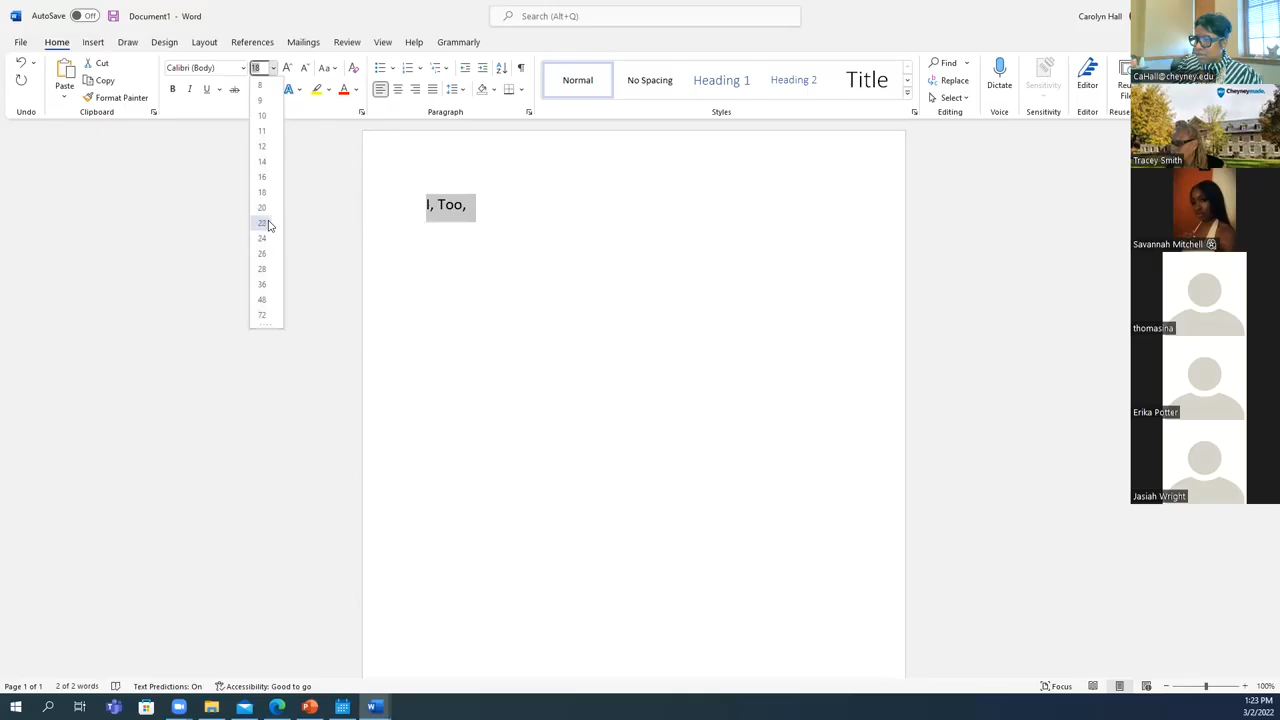 AutoSave Off Document1 - Word Search (Alt+Q) Carolyn Hall
File Home Insert Draw Design Layout References Mailings Review View Help Grammarly
Undo
Paste Cut Copy Format Painter
Clipboard
Calibri (Body) 18
Paragraph
Normal No Spacing Heading 1 Heading 2 Title
Styles
Find Replace Select
Dictate
Voice
Sensitivity
Sensitivity
Editor
Editor
8
9
10
11
12
14
16
18
20
22
24
26
28
36
48
72
I, Too,
CaHall@cheyney.edu
Cheyneymade.
Tracey Smith
Savannah Mitchell
thomasina
Erika Potter
Jasiah Wright
Page 1 of 1 2 of 2 words Text Predictions: On Accessibility: Good to go Focus 100%
1:23 PM
3/2/2022